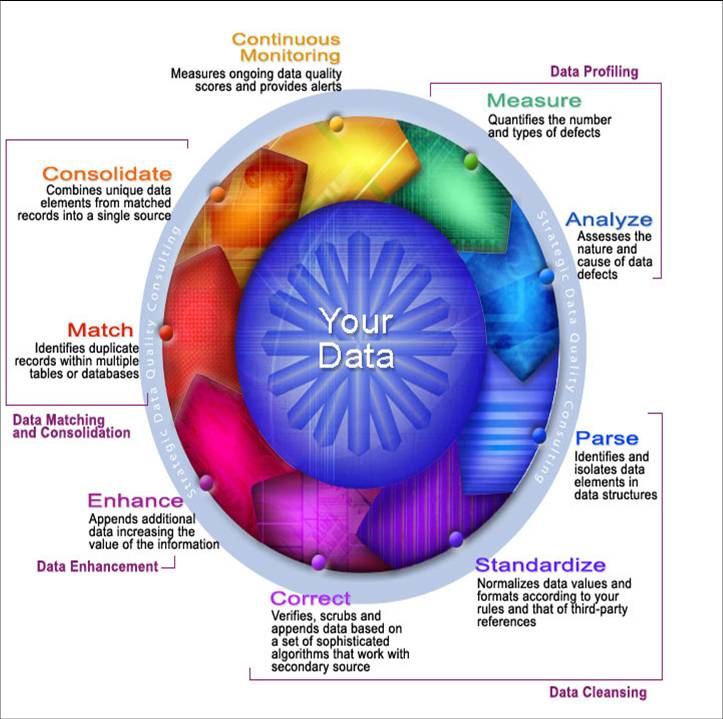 Continuous
Monitoring
Measures ongoing data quality
scores and provides alerts
Data Profiling
Measure
Quantifies the number
and types of defects
Analyze
Assesses the
nature and
cause of data
defects
Parse
Identifies and
isolates data
elements in
data structures
Standardize
Normalizes data values and
formats according to your
rules and that of third-party
references
Data Cleansing
Correct
Verifies, scrubs and
appends data based on
a set of sophisticated
algorithms that work with
secondary source
Enhance
Appends additional
data increasing the
value of the information
Data Enhancement
Match
Identifies duplicate
records within multiple
tables or databases
Data Matching
and Consolidation
Consolidate
Combines unique data
elements from matched
records into a single source
Strategic Data Quality Consulting
Strategic Data Quality Consulting
Your
Data